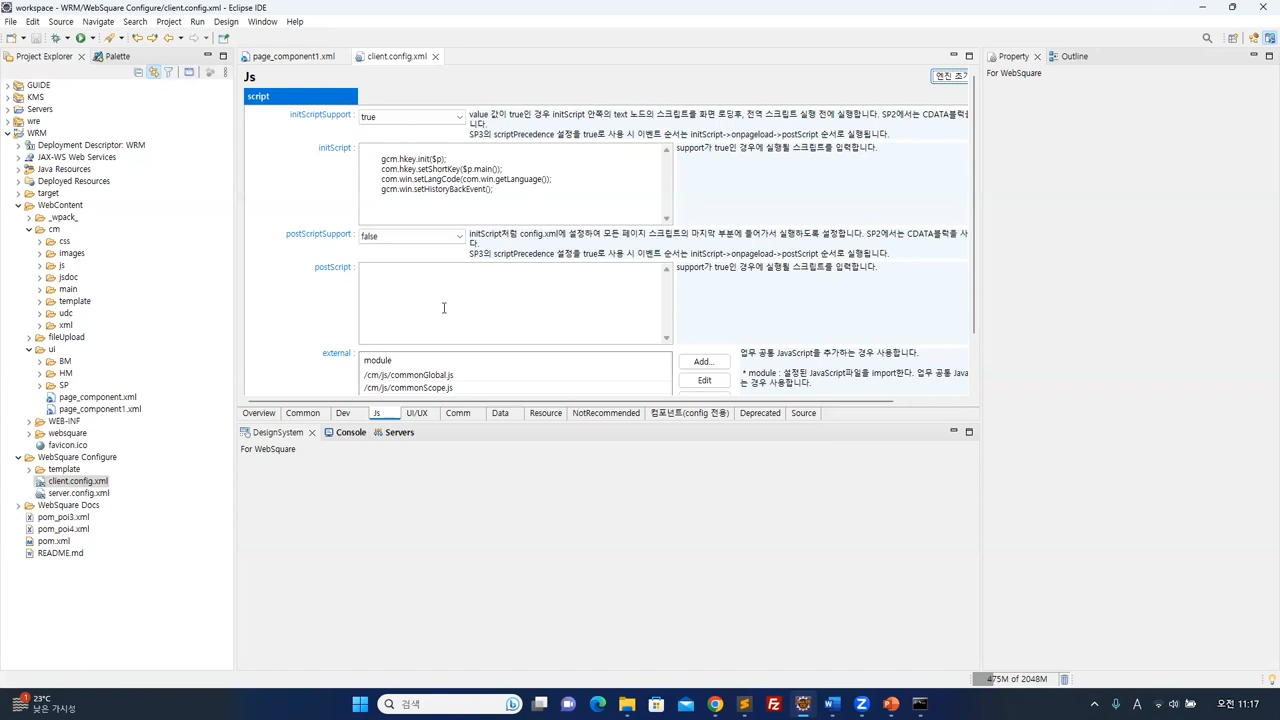 workspace - WRM/WebSquare Configure/client.config.xml - Eclipse IDE
File Edit Source Navigate Search Project Run Design Window Help
Project Explorer Palette
GUIDE
KMS
Servers
wre
WRM
Deployment Descriptor: WRM
JAX-WS Web Services
Java Resources
Deployed Resources
target
WebContent
_wpack_
cm
css
images
js
jsdoc
main
template
udc
xml
fileUpload
ui
BM
HM
SP
page_component.xml
page_component1.xml
WEB-INF
websquare
favicon.ico
WebSquare Configure
template
client.config.xml
server.config.xml
WebSquare Docs
pom_poi3.xml
pom_poi4.xml
pom.xml
README.md
page_component1.xml client.config.xml
Js
엔진 초기
script
initScriptSupport : true
value 값이 true인 경우 initScript 안쪽의 text 노드의 스크립트를 화면 로딩후, 전역 스크립트 실행 전에 실행합니다. SP2에서는 CDATA블럭을
니다.
SP3의 scriptPrecedence 설정을 true로 사용 시 이벤트 순서는 initScript->onpageload->postScript 순서로 실행됩니다.
initScript :
gcm.hkey.init($p);
com.hkey.setShortKey($p.main());
com.win.setLangCode(com.win.getLanguage());
gcm.win.setHistoryBackEvent();
support가 true인 경우에 실행될 스크립트를 입력합니다.
postScriptSupport : false
initScript처럼 config.xml에 설정하여 모든 페이지 스크립트의 마지막 부분에 들어가서 실행하도록 설정합니다. SP2에서는 CDATA블럭을 사
다.
SP3의 scriptPrecedence 설정을 true로 사용 시 이벤트 순서는 initScript->onpageload->postScript 순서로 실행됩니다.
postScript :
support가 true인 경우에 실행될 스크립트를 입력합니다.
external :
module
/cm/js/commonGlobal.js
/cm/js/commonScope.js
Add...
Edit
업무 공통 JavaScript을 추가하는 경우 사용합니다.
* module : 설정된 JavaScript파일을 import한다. 업무 공통 Java
는 경우 사용합니다.
Overview Common Dev Js UI/UX Comm Data Resource NotRecommended 컴포넌트(config 전용) Deprecated Source
DesignSystem Console Servers
For WebSquare
Property Outline
For WebSquare
475M of 2048M
1
23°C
낮은 가시성
검색
A
오전 11:17